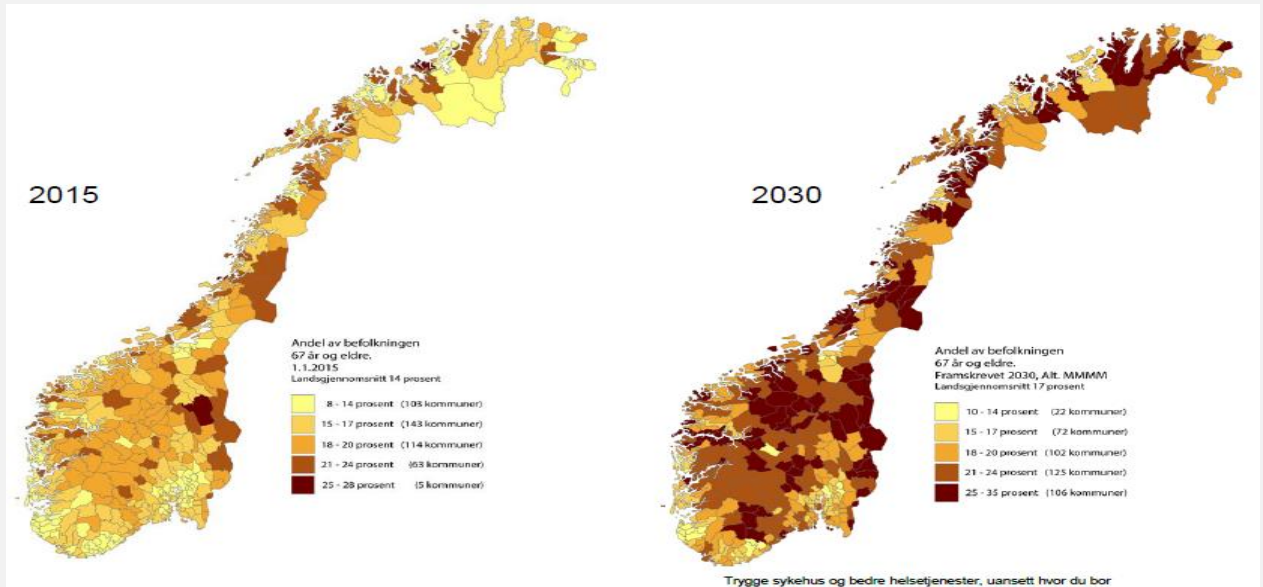 2015
Andel av befolkningen
67 år og eldre.
1.1.2015
Landsgjennomsnitt 14 prosent
8 - 14 prosent (103 kommuner)
15 - 17 prosent (143 kommuner)
18 - 20 prosent (114 kommuner)
21 - 24 prosent (63 kommuner)
25 - 28 prosent (5 kommuner)
2030
Andel av befolkningen
67 år og eldre.
Framskrevet 2030, Alt. MMMM
Landsgjennomsnitt 17 prosent
10 - 14 prosent (22 kommuner)
15 - 17 prosent (72 kommuner)
18 - 20 prosent (102 kommuner)
21 - 24 prosent (125 kommuner)
25 - 35 prosent (106 kommuner)
Trygge sykehus og bedre helsetjenester, uansett hvor du bor